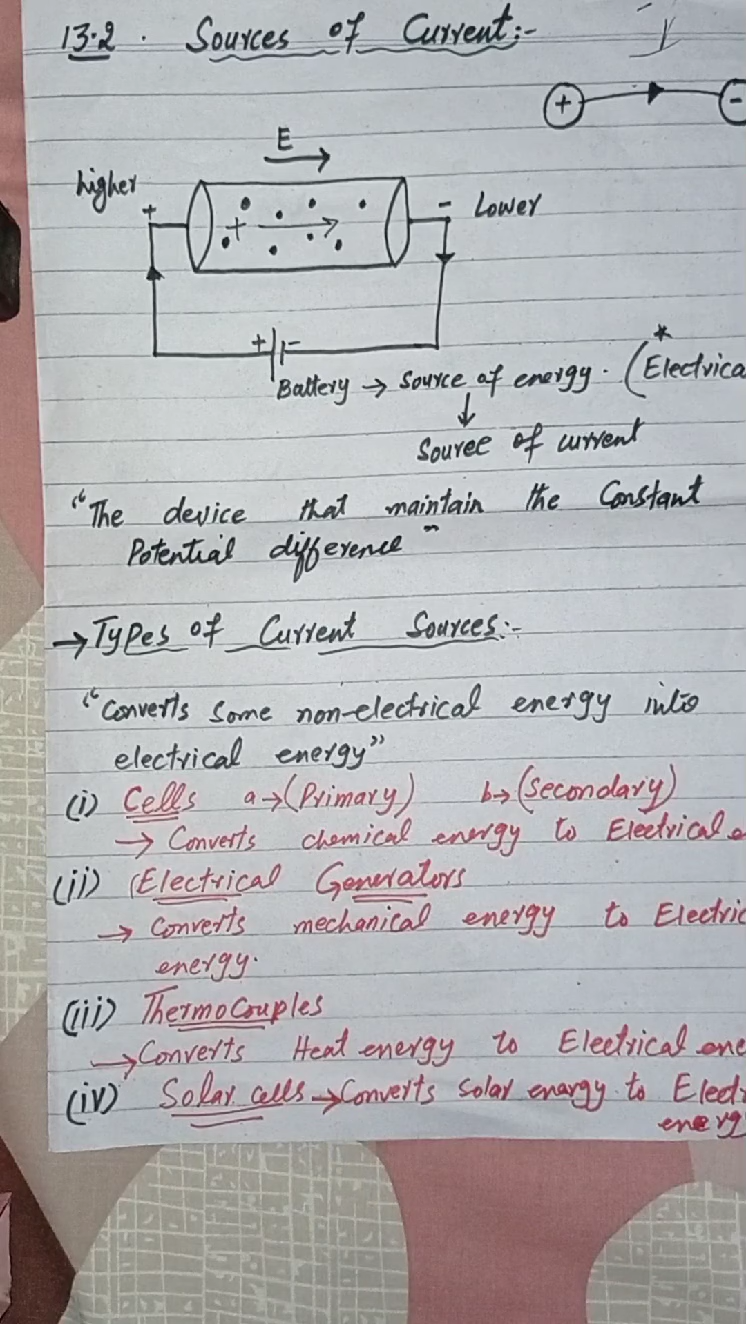 13.2 . Sources of Current:-
+ -
E
higher
+ - Lower
+
+ -
*
Battery → Source of energy. (Electrica
↓
Source of current
"The device that maintain the Constant
Potential difference"
→ Types of Current Sources:-
"Converts Some non-electrical energy into
electrical energy"
(i) Cells a→(Primary) b→(Secondary)
→ Converts chemical energy to Electrical e
(ii) (Electrical Generators
→ Converts mechanical energy to Electric
energy.
(iii) ThermoCouples
→ Converts Heat energy to Electrical ene
(iv) Solar cells → Converts solar energy to Elect
energ